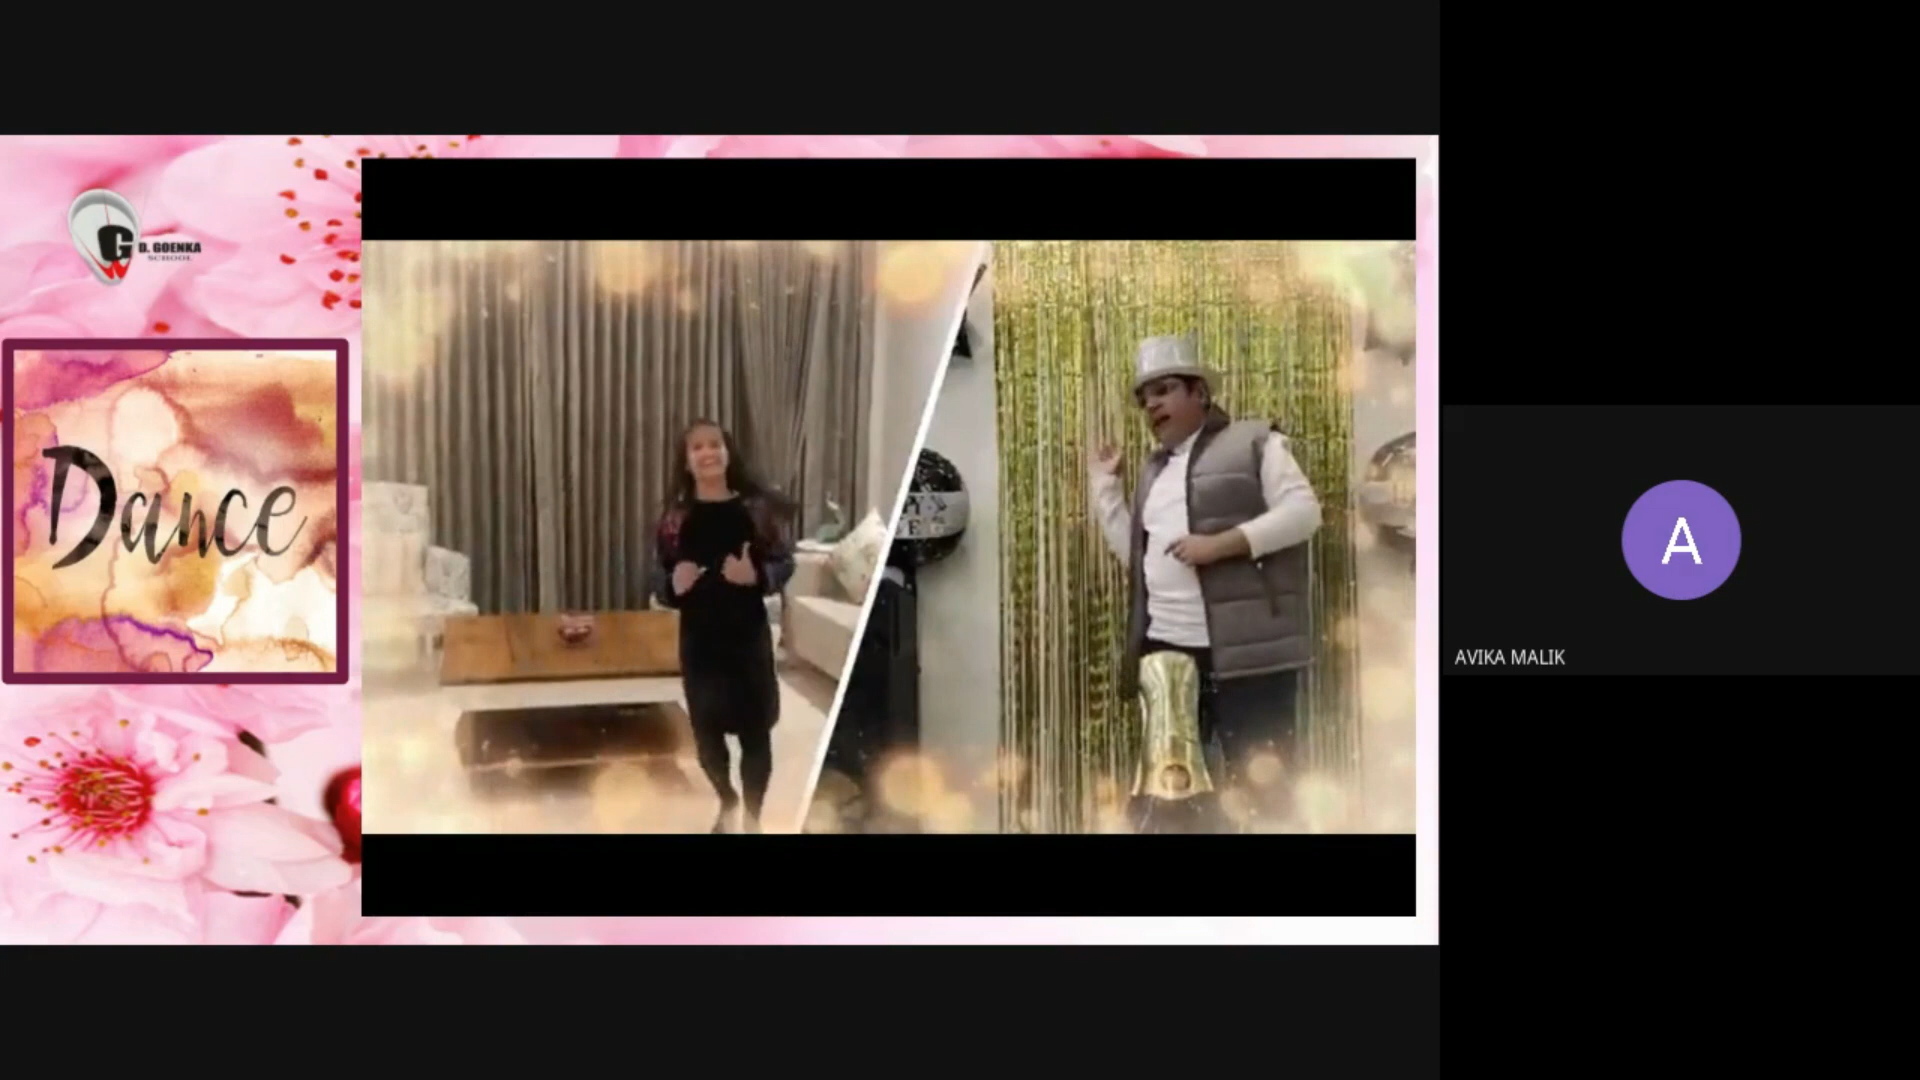 G
D. GOENKA
SCHOOL
Dance
A
AVIKA MALIK